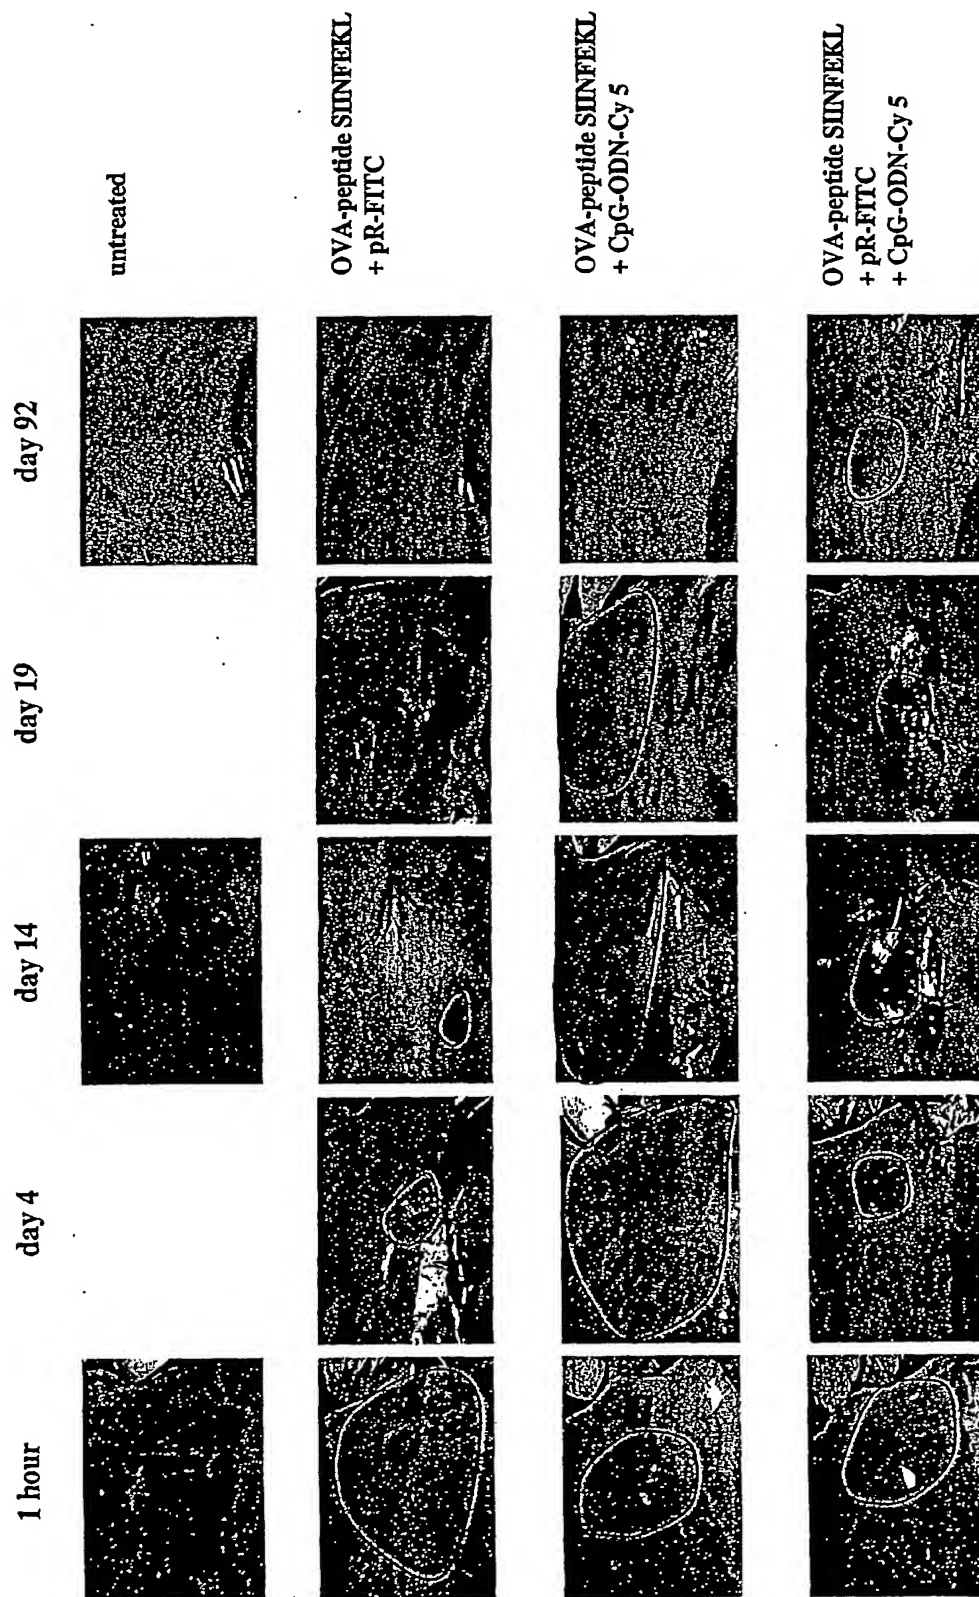 1 hour
day 4
day 14
day 19
day 92
untreated
OVA-peptide SIINFEKL
+ pR-FITC
OVA-peptide SIINFEKL
+ CpG-ODN-Cy 5
OVA-peptide SIINFEKL
+ pR-FITC
+ CpG-ODN-Cy 5